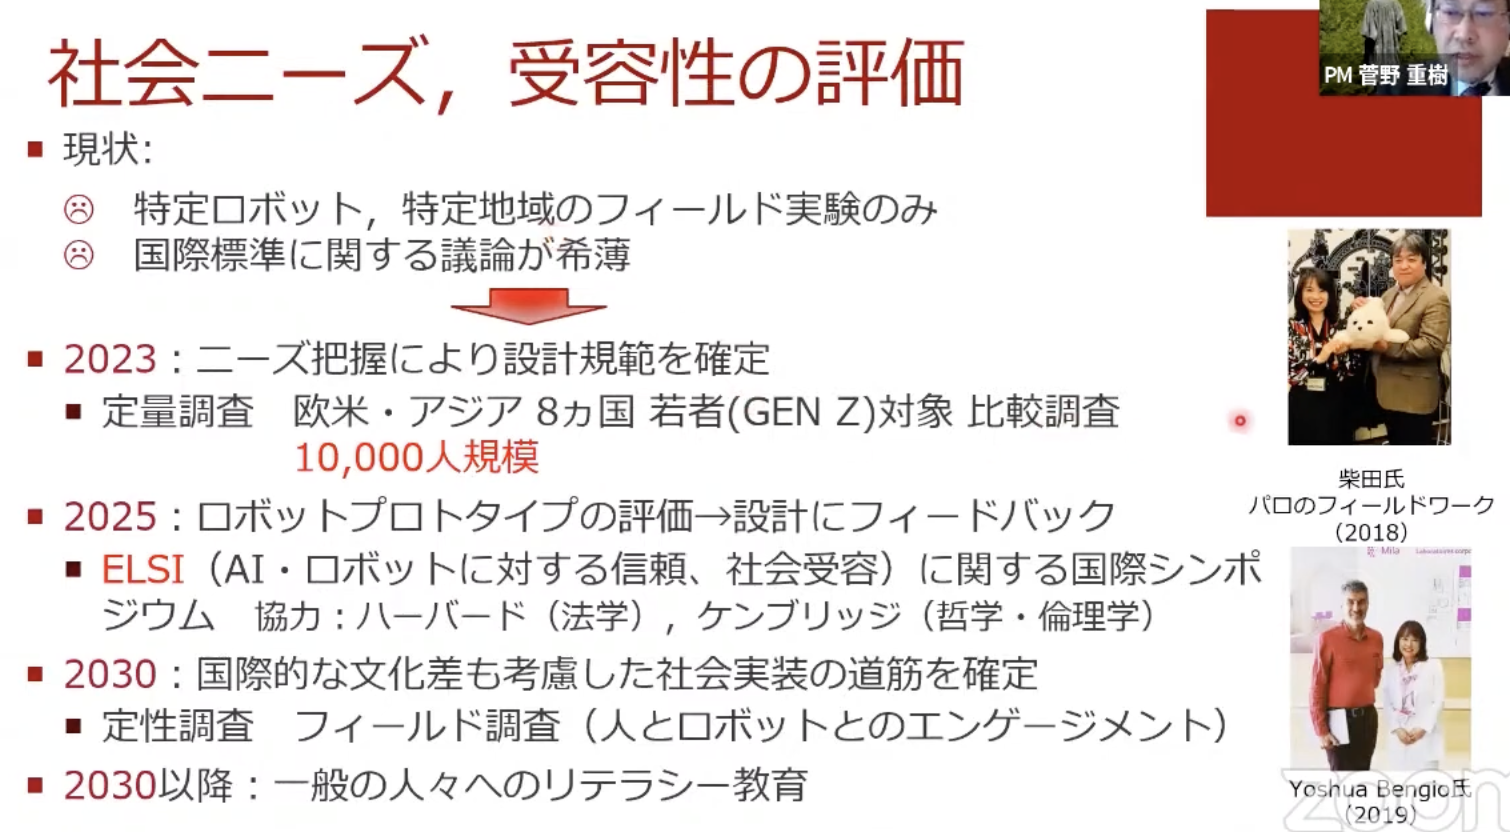 社会ニーズ，受容性の評価
PM 菅野 重樹
現状:
特定ロボット，特定地域のフィールド実験のみ
国際標準に関する議論が希薄
2023：ニーズ把握により設計規範を確定
定量調査　欧米・アジア 8ヵ国 若者(GEN Z)対象 比較調査
10,000人規模
2025：ロボットプロトタイプの評価→設計にフィードバック
ELSI（AI・ロボットに対する信頼、社会受容）に関する国際シンポ
ジウム　協力：ハーバード（法学），ケンブリッジ（哲学・倫理学）
2030：国際的な文化差も考慮した社会実装の道筋を確定
定性調査　フィールド調査（人とロボットとのエンゲージメント）
2030以降：一般の人々へのリテラシー教育
柴田氏
パロのフィールドワーク
（2018）
Mila
Yoshua Bengio氏
（2019）
zoom